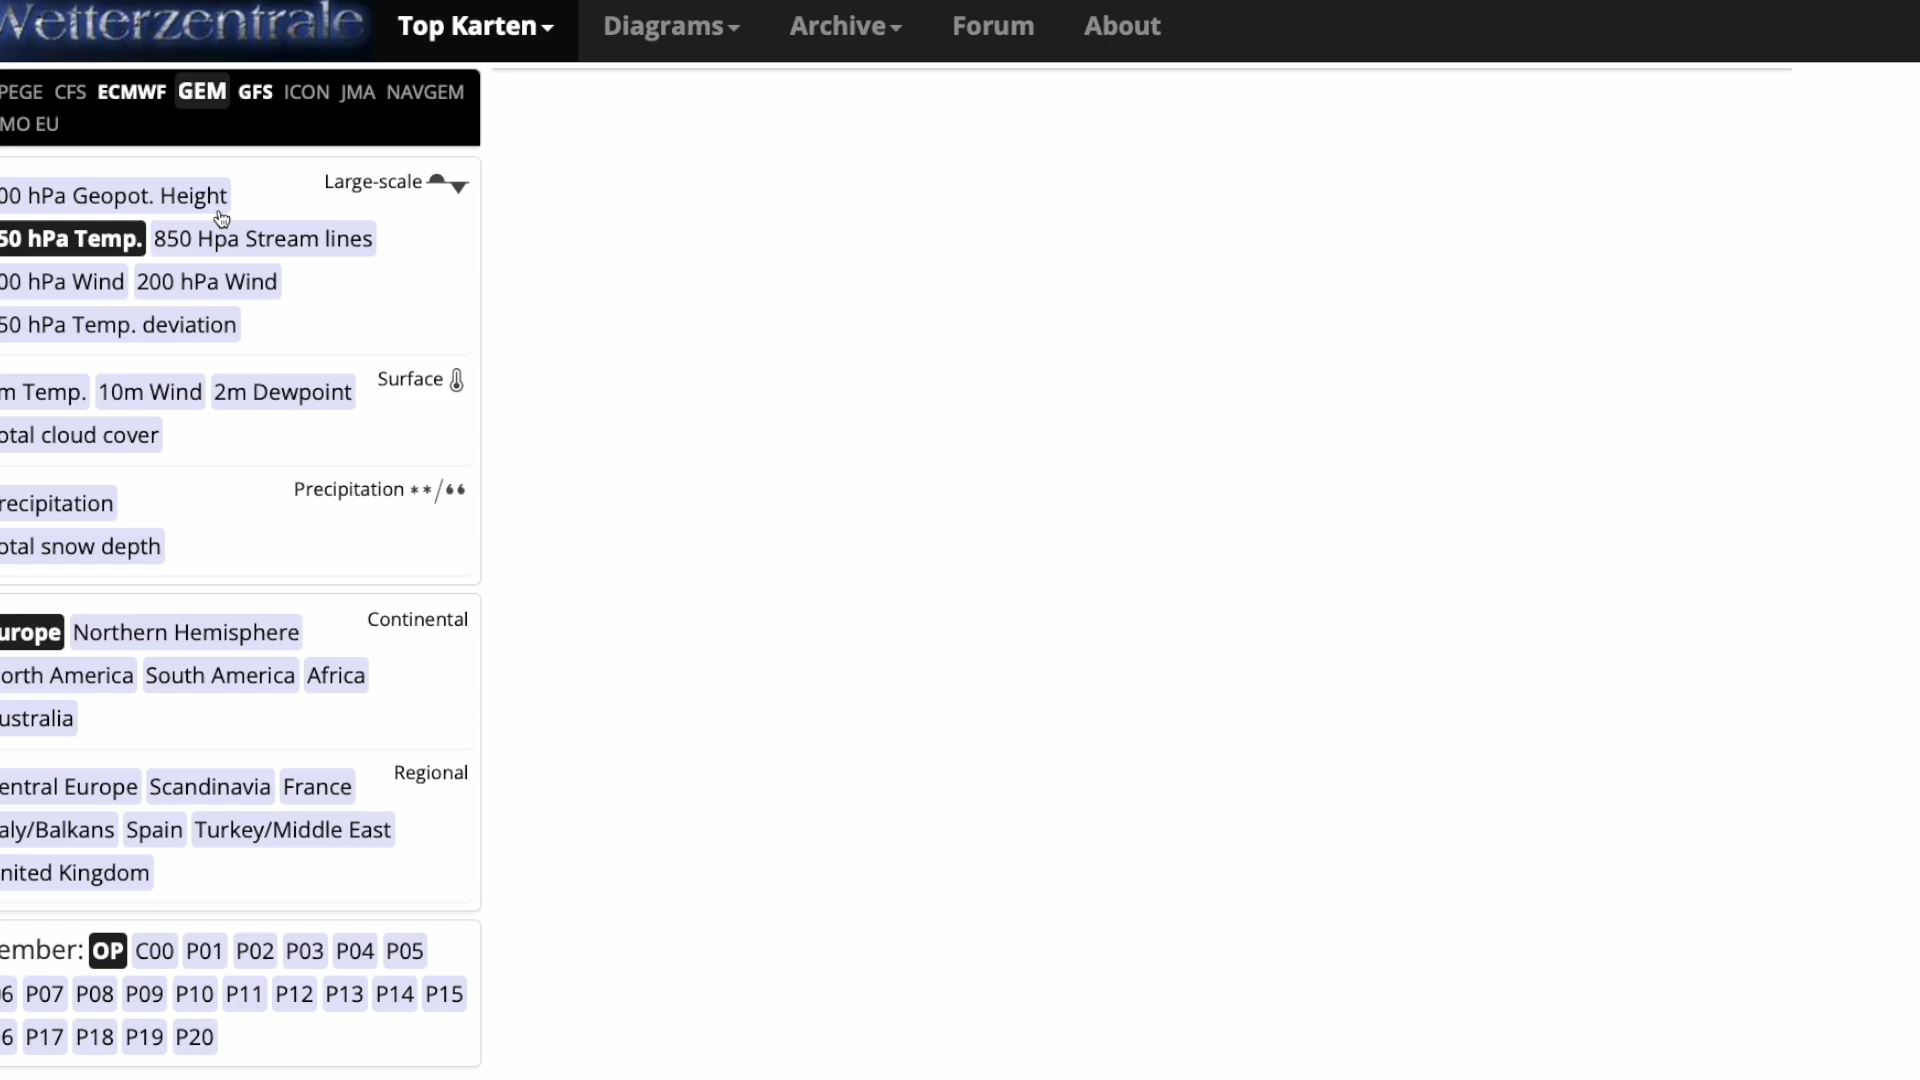 Wetterzentrale Top Karten Diagrams Archive Forum About
PEGE CFS ECMWF GEM GFS ICON JMA NAVGEM
MO EU
Large-scale
00 hPa Geopot. Height
50 hPa Temp. 850 Hpa Stream lines
00 hPa Wind 200 hPa Wind
50 hPa Temp. deviation
Surface
m Temp. 10m Wind 2m Dewpoint
otal cloud cover
Precipitation **/
recipitation
otal snow depth
Continental
urope Northern Hemisphere
orth America South America Africa
ustralia
Regional
entral Europe Scandinavia France
aly/Balkans Spain Turkey/Middle East
nited Kingdom
ember: OP C00 P01 P02 P03 P04 P05
6 P07 P08 P09 P10 P11 P12 P13 P14 P15
6 P17 P18 P19 P20